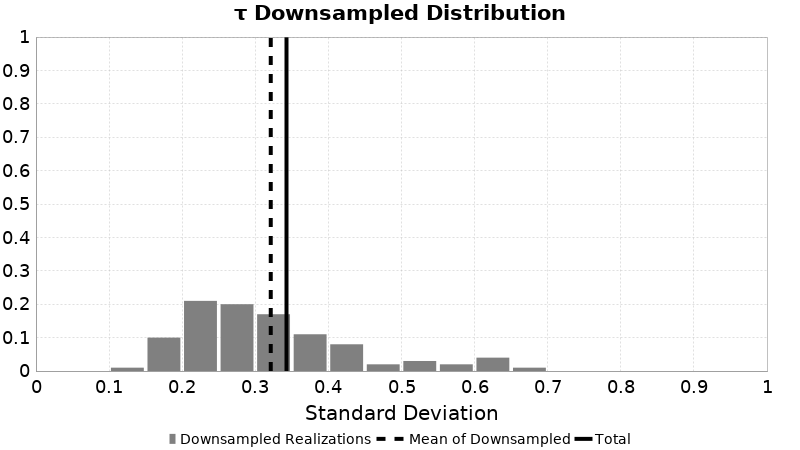 τ Downsampled Distribution
1
0.9
0.8
0.7
0.6
0.5
0.4
0.3
0.2
0.1
0
0 0.1 0.2 0.3 0.4 0.5 0.6 0.7 0.8 0.9 1
Standard Deviation
Downsampled Realizations Mean of Downsampled Total